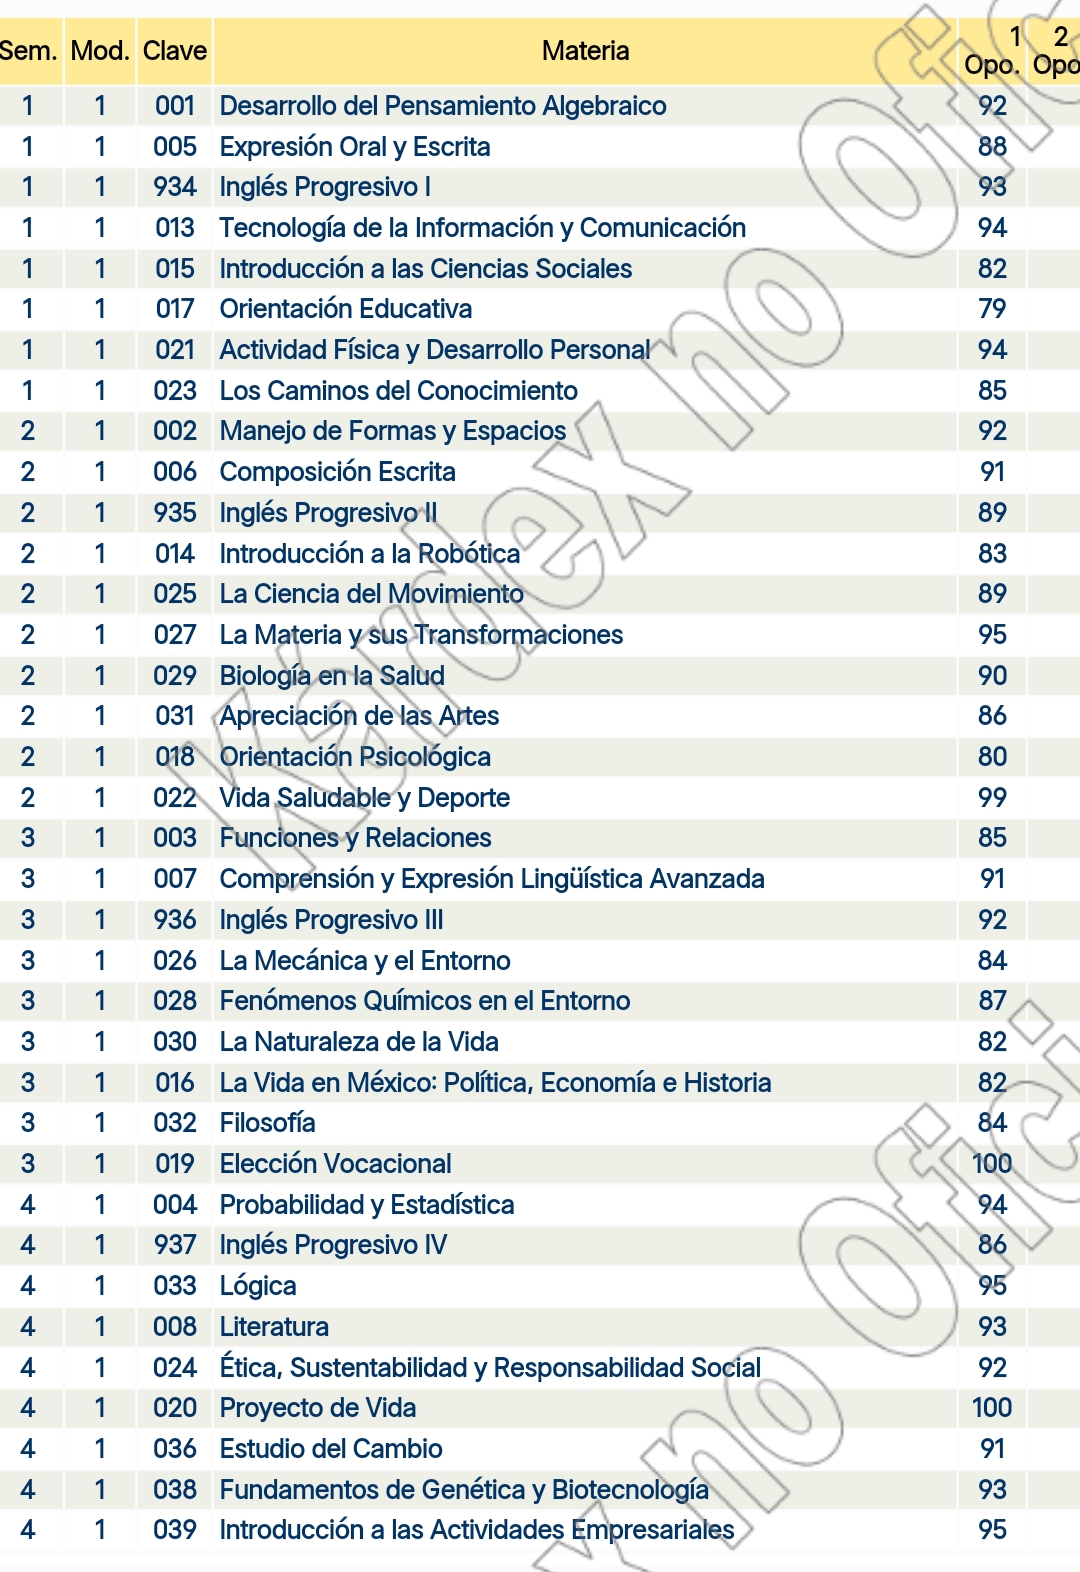 Sem. Mod. Clave Materia 1 Opo. 2 Opo
1 1 001 Desarrollo del Pensamiento Algebraico 92
1 1 005 Expresión Oral y Escrita 88
1 1 934 Inglés Progresivo I 93
1 1 013 Tecnología de la Información y Comunicación 94
1 1 015 Introducción a las Ciencias Sociales 82
1 1 017 Orientación Educativa 79
1 1 021 Actividad Física y Desarrollo Personal 94
1 1 023 Los Caminos del Conocimiento 85
2 1 002 Manejo de Formas y Espacios 92
2 1 006 Composición Escrita 91
2 1 935 Inglés Progresivo II 89
2 1 014 Introducción a la Robótica 83
2 1 025 La Ciencia del Movimiento 89
2 1 027 La Materia y sus Transformaciones 95
2 1 029 Biología en la Salud 90
2 1 031 Apreciación de las Artes 86
2 1 018 Orientación Psicológica 80
2 1 022 Vida Saludable y Deporte 99
3 1 003 Funciones y Relaciones 85
3 1 007 Comprensión y Expresión Lingüística Avanzada 91
3 1 936 Inglés Progresivo III 92
3 1 026 La Mecánica y el Entorno 84
3 1 028 Fenómenos Químicos en el Entorno 87
3 1 030 La Naturaleza de la Vida 82
3 1 016 La Vida en México: Política, Economía e Historia 82
3 1 032 Filosofía 84
3 1 019 Elección Vocacional 100
4 1 004 Probabilidad y Estadística 94
4 1 937 Inglés Progresivo IV 86
4 1 033 Lógica 95
4 1 008 Literatura 93
4 1 024 Ética, Sustentabilidad y Responsabilidad Social 92
4 1 020 Proyecto de Vida 100
4 1 036 Estudio del Cambio 91
4 1 038 Fundamentos de Genética y Biotecnología 93
4 1 039 Introducción a las Actividades Empresariales 95
Kárdex no Ofici
x no Ofici